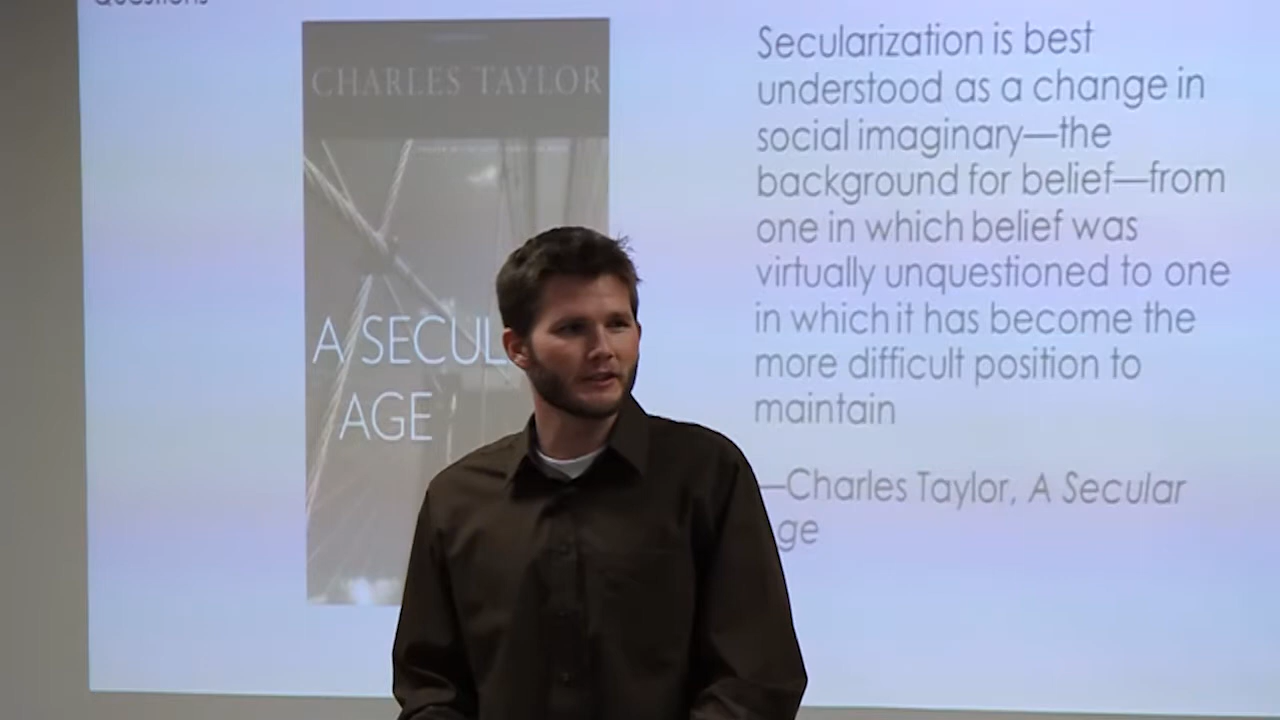 Questions
CHARLES TAYLOR
A SECUL
AGE
Secularization is best
understood as a change in
social imaginary—the
background for belief—from
one in which belief was
virtually unquestioned to one
in which it has become the
more difficult position to
maintain
—Charles Taylor, A Secular
ge